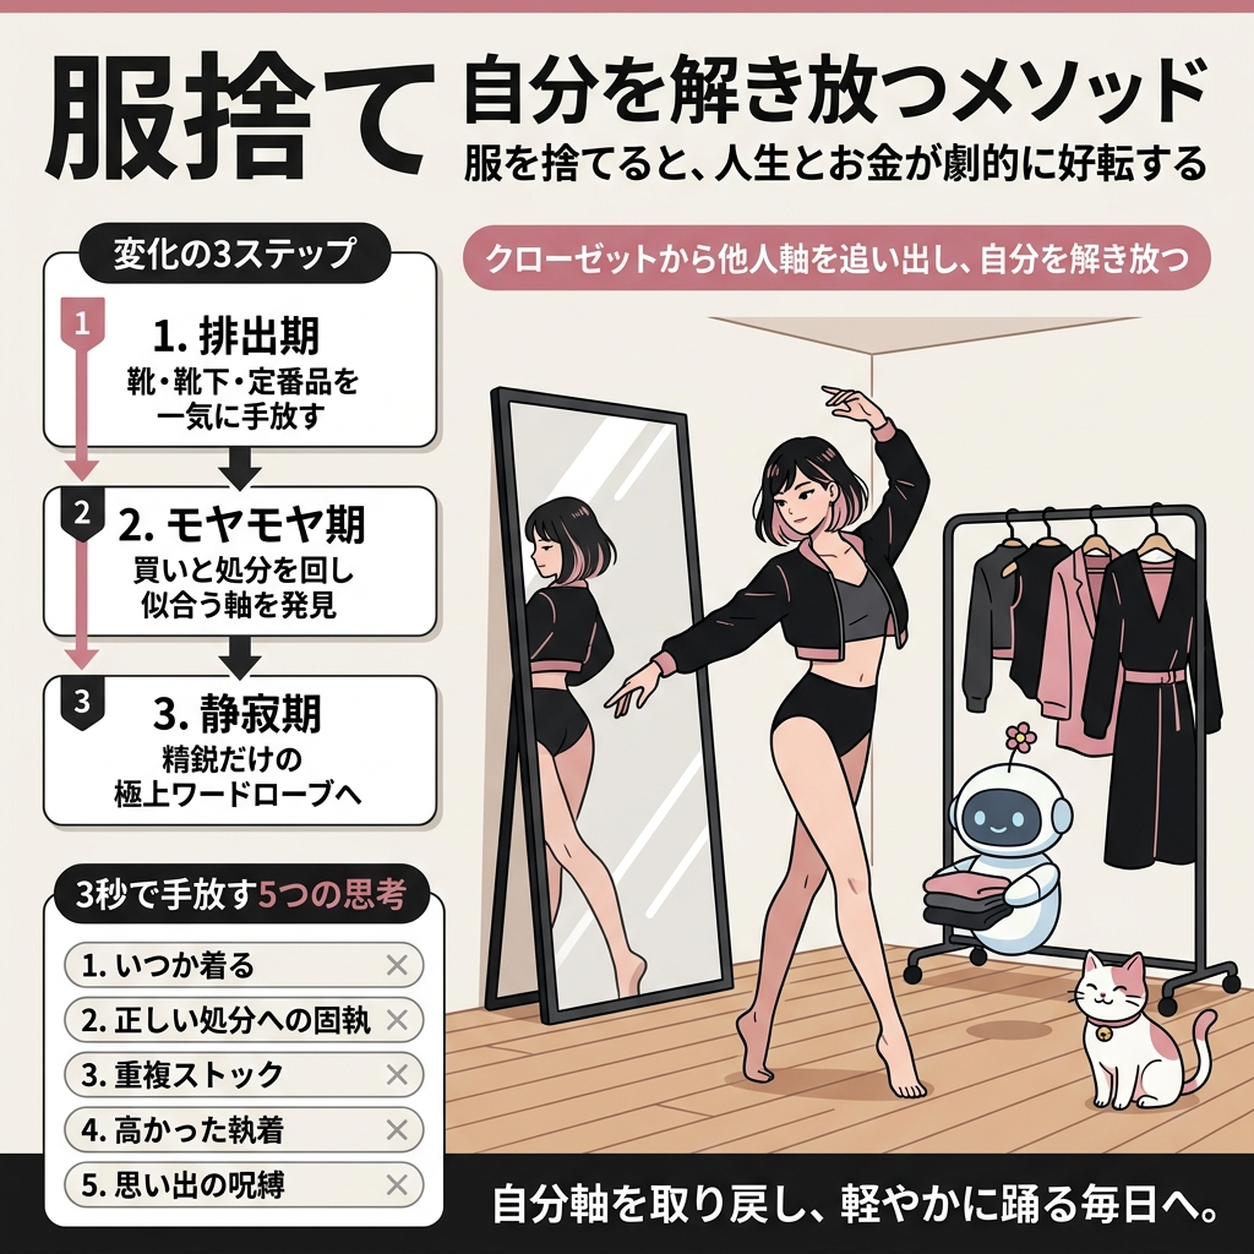 服捨て
自分を解き放つメソッド
服を捨てると、人生とお金が劇的に好転する
変化の3ステップ
1
1. 排出期
靴・靴下・定番品を
一気に手放す
2
2. モヤモヤ期
買いと処分を回し
似合う軸を発見
3
3. 静寂期
精鋭だけの
極上ワードローブへ
3秒で手放す5つの思考
1. いつか着る ×
2. 正しい処分への固執 ×
3. 重複ストック ×
4. 高かった執着 ×
5. 思い出の呪縛 ×
クローゼットから他人軸を追い出し、自分を解き放つ
自分軸を取り戻し、軽やかに踊る毎日へ。